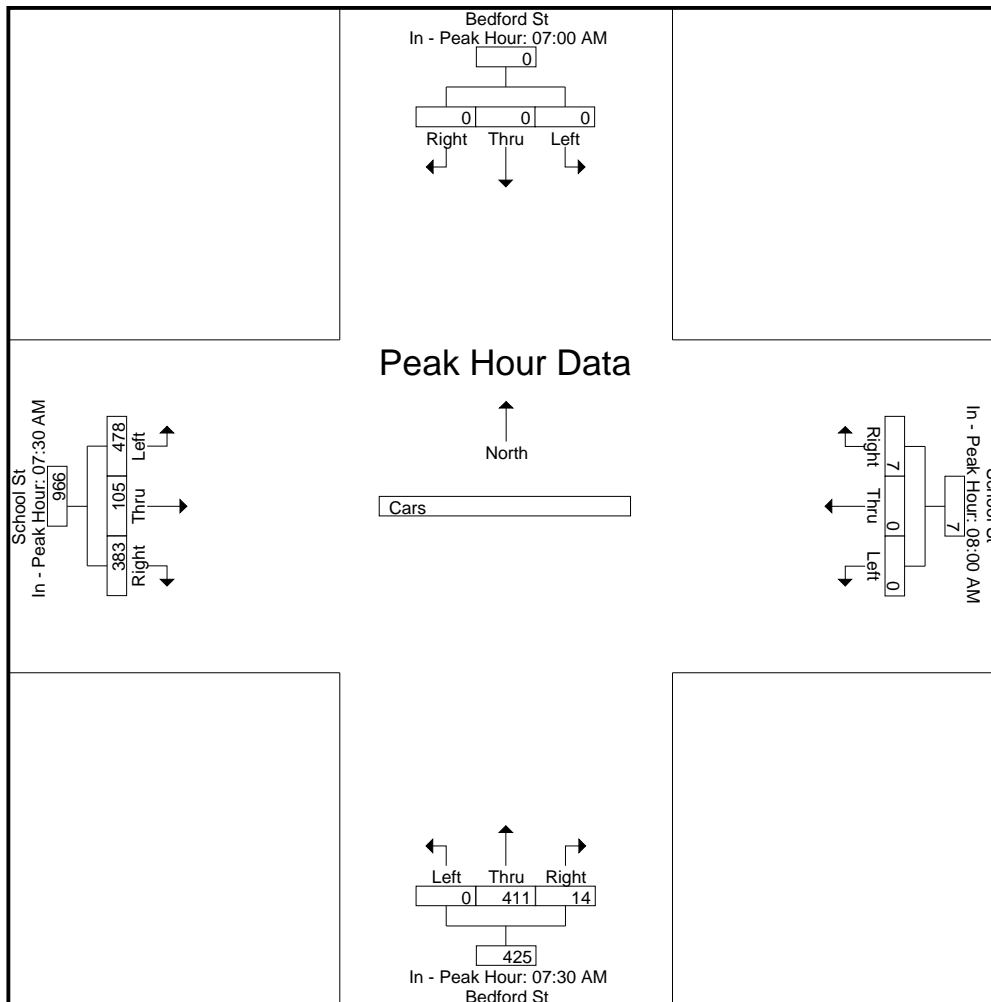 Bedford St
In - Peak Hour: 07:00 AM
0
0 0 0
Right Thru Left
Peak Hour Data
North
Cars
School St
In - Peak Hour: 07:30 AM
966
478 105 383
Left Thru Right
Right Thru Left
7 0 0
7
In - Peak Hour: 08:00 AM
Left Thru Right
0 411 14
425
In - Peak Hour: 07:30 AM
Bedford St